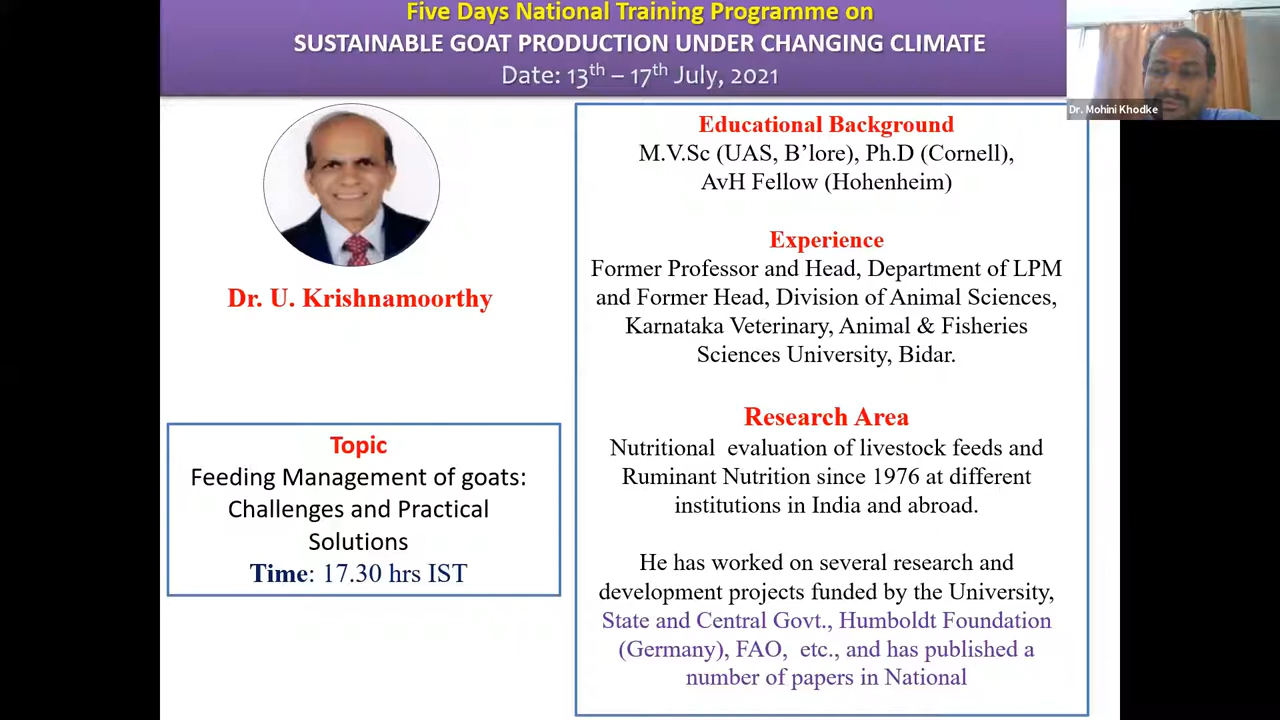 Five Days National Training Programme on
SUSTAINABLE GOAT PRODUCTION UNDER CHANGING CLIMATE
Date: 13th – 17th July, 2021
Dr. Mohini Khodke
Dr. U. Krishnamoorthy
Topic
Feeding Management of goats:
Challenges and Practical
Solutions
Time: 17.30 hrs IST
Educational Background
M.V.Sc (UAS, B’lore), Ph.D (Cornell),
AvH Fellow (Hohenheim)
Experience
Former Professor and Head, Department of LPM
and Former Head, Division of Animal Sciences,
Karnataka Veterinary, Animal & Fisheries
Sciences University, Bidar.
Research Area
Nutritional evaluation of livestock feeds and
Ruminant Nutrition since 1976 at different
institutions in India and abroad.
He has worked on several research and
development projects funded by the University,
State and Central Govt., Humboldt Foundation
(Germany), FAO, etc., and has published a
number of papers in National